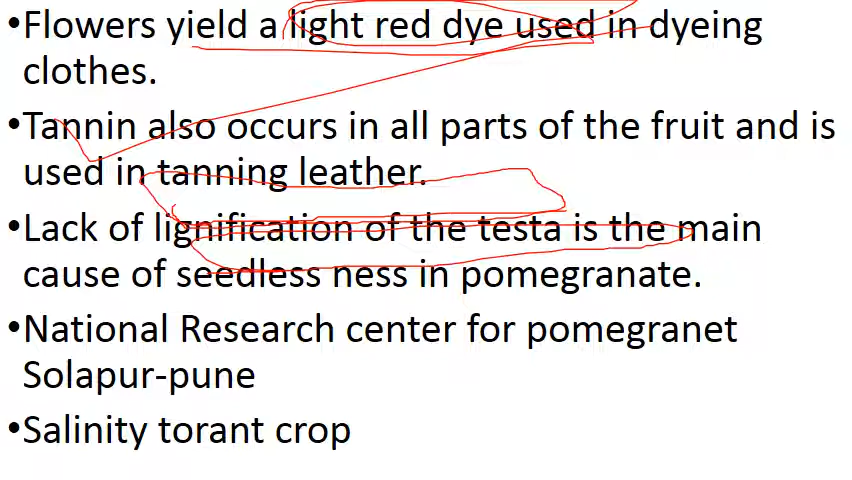 •Flowers yield a light red dye used in dyeing
clothes.
•Tannin also occurs in all parts of the fruit and is
used in tanning leather.
•Lack of lignification of the testa is the main
cause of seedless ness in pomegranate.
•National Research center for pomegranet
Solapur-pune
•Salinity torant crop